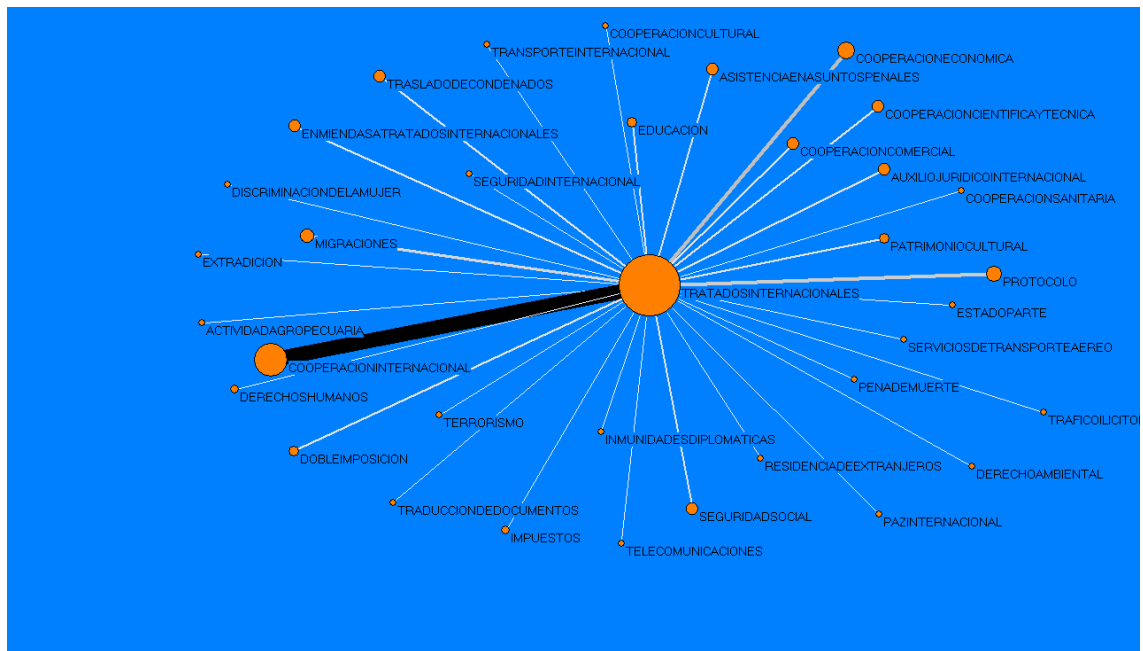 COOPERACIONCULTURAL
TRANSPORTEINTERNACIONAL
COOPERACIONECONOMICA
ASISTENCIAENASUNTOSPENALES
TRASLADODECONDENADOS
COOPERACIONCIENTIFICAYTECNICA
EDUCACION
ENMIENDASATRATADOSINTERNACIONALES
COOPERACIONCOMERCIAL
AUXILIOJURIDICOINTERNACIONAL
SEGURIDADINTERNACIONAL
DISCRIMINACIONDELAMUJER
COOPERACIONSANITARIA
MIGRACIONES
PATRIMONIOCULTURAL
EXTRADICION
PROTOCOLO
TRATADOSINTERNACIONALES
ESTADOPARTE
ACTIVIDADAGROPECUARIA
SERVICIOSDETRANSPORTEAEREO
COOPERACIONINTERNACIONAL
PENADEMUERTE
DERECHOSHUMANOS
TRAFICOILICITO
TERRORISMO
INMUNIDADESDIPLOMATICAS
DOBLEIMPOSICION
RESIDENCIADEEXTRANJEROS
DERECHOAMBIENTAL
TRADUCCIONDEDOCUMENTOS
SEGURIDADSOCIAL
PAZINTERNACIONAL
IMPUESTOS
TELECOMUNICACIONES